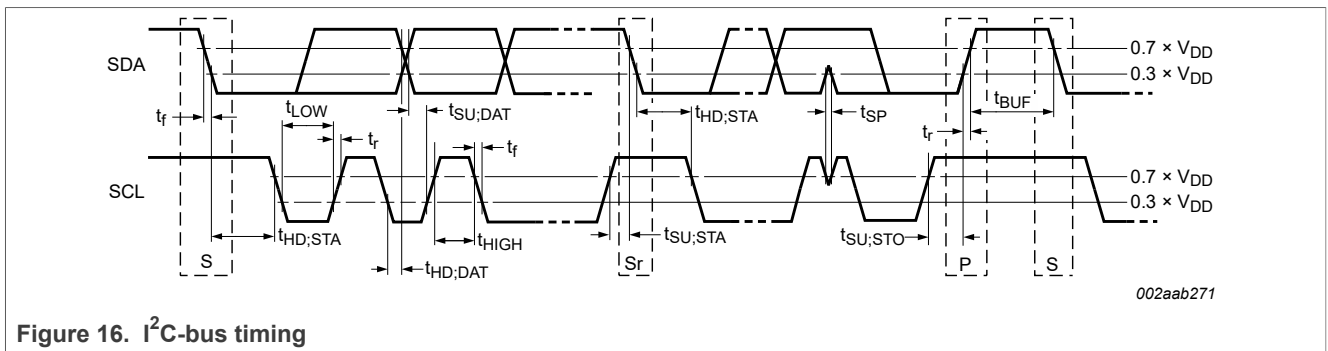 SDA
0.7 × VDD
0.3 × VDD
tf
tLOW
tSU;DAT
tr
tf
tHD;STA
tSP
tr
tBUF
SCL
0.7 × VDD
0.3 × VDD
tHD;STA
tHD;DAT
tHIGH
tSU;STA
tSU;STO
S
Sr
P
S
002aab271
Figure 16. I²C-bus timing